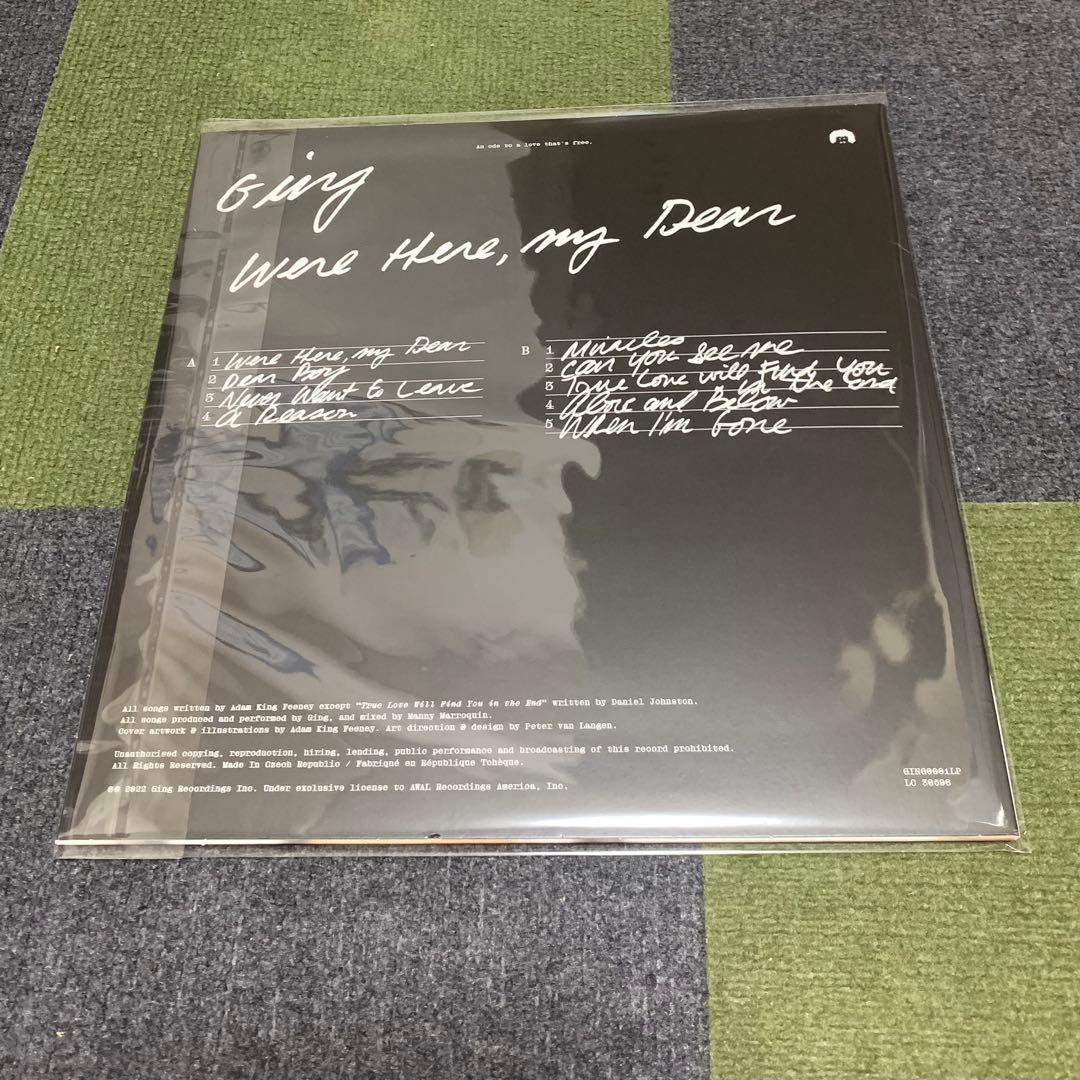 An ode to a love that's free.
Ging
Were Here, my Dear
A
1 Were Here, my Dear
2 Dear Boy
3 Never Want to Leave
4 A Reason
B
1 Miracles
2 Can You See me
3 True Love will Find You in the End
4 Above and Below
5 When I'm Gone
All songs written by Adam King Feeney except "True Love Will Find You in the End" written by Daniel Johnston.
All songs produced and performed by Ging, and mixed by Manny Marroquin.
Cover artwork & illustrations by Adam King Feeney. Art direction & design by Peter van Langen.
Unauthorised copying, reproduction, hiring, lending, public performance and broadcasting of this record prohibited.
All Rights Reserved. Made In Czech Republic / Fabriqué en République Tchèque.
℗© 2022 Ging Recordings Inc. Under exclusive license to AWAL Recordings America, Inc.
GING0001LP
LC 30596